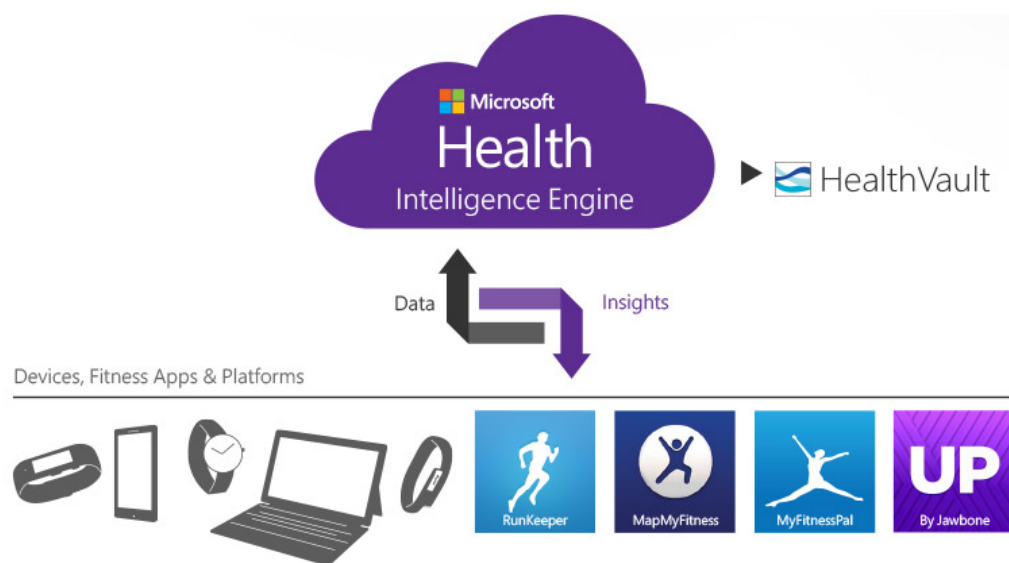 Microsoft
Health
Intelligence Engine
HealthVault
Data
Insights
Devices, Fitness Apps & Platforms
RunKeeper
MapMyFitness
MyFitnessPal
UP
By Jawbone